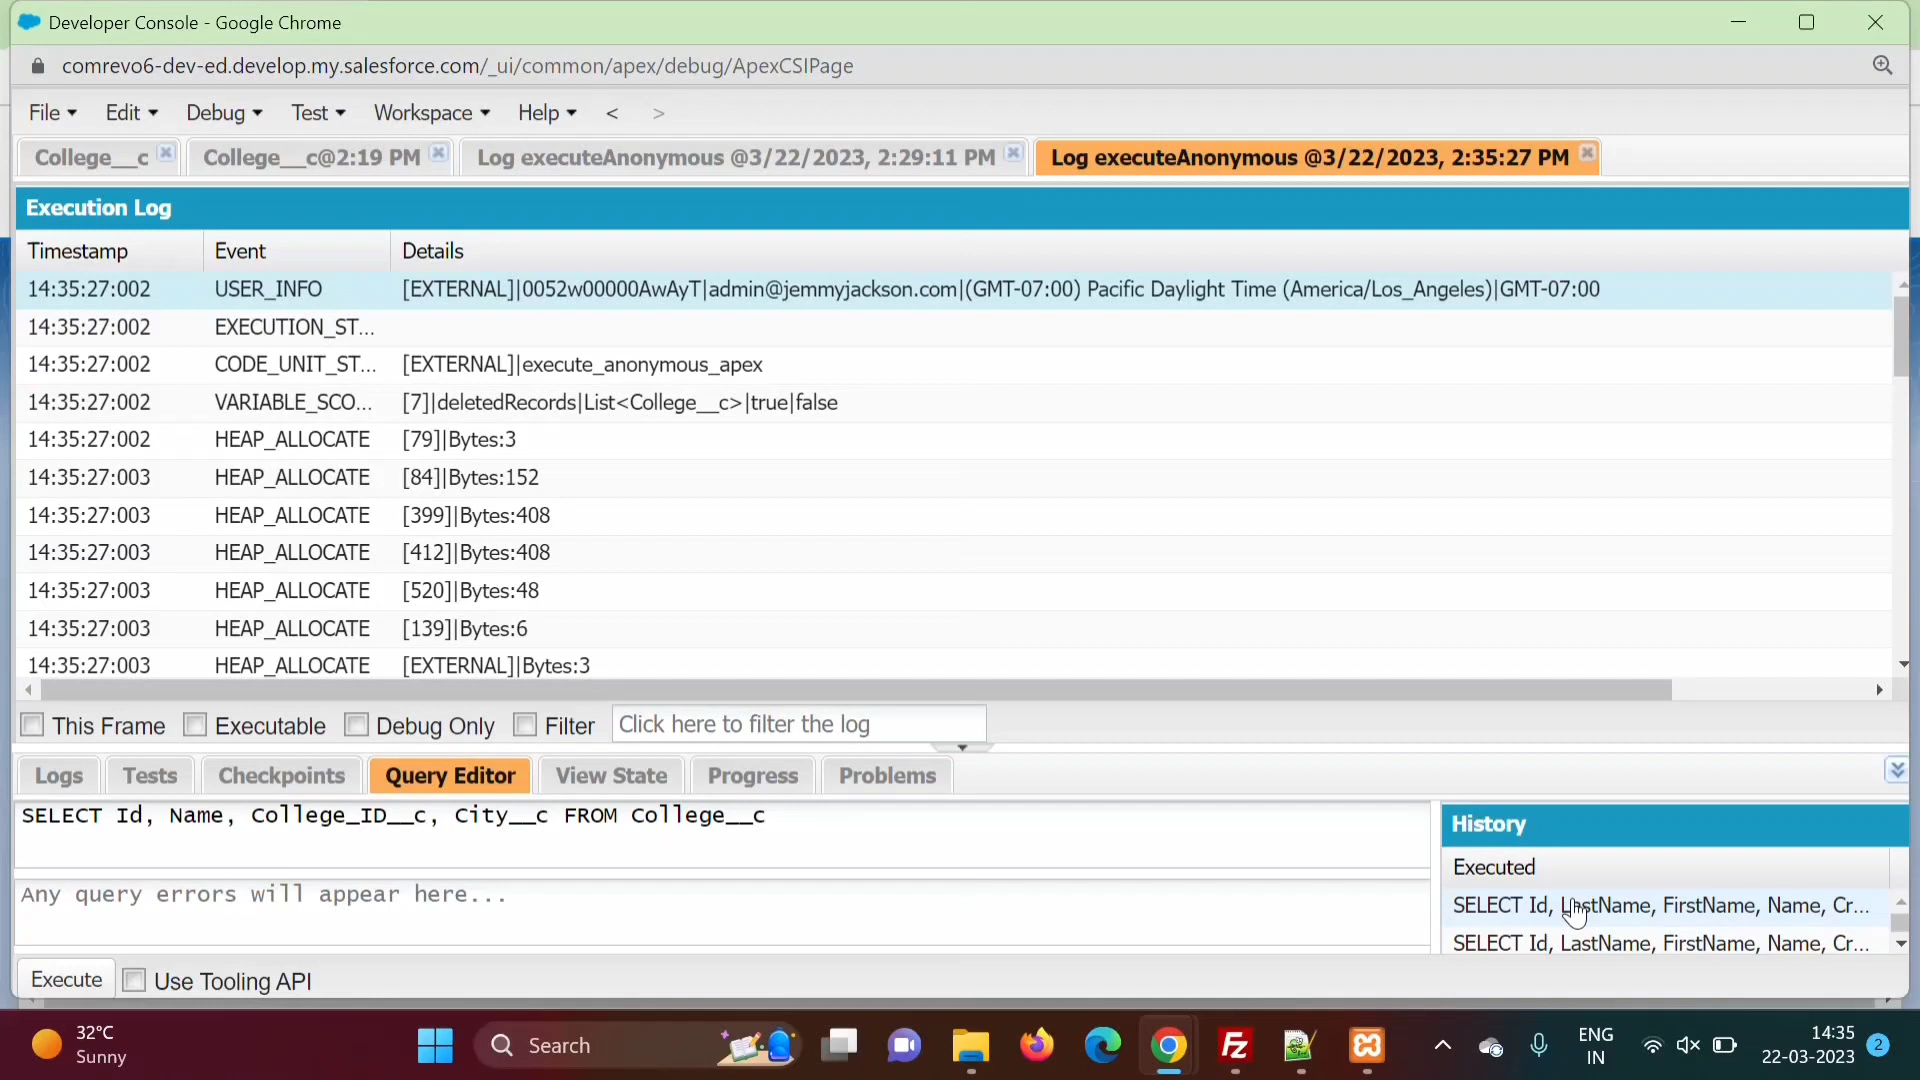 Developer Console - Google Chrome
comrevo6-dev-ed.develop.my.salesforce.com/_ui/common/apex/debug/ApexCSIPage
File Edit Debug Test Workspace Help < >
College__c College__c@2:19 PM Log executeAnonymous @3/22/2023, 2:29:11 PM Log executeAnonymous @3/22/2023, 2:35:27 PM
Execution Log
Timestamp Event Details
14:35:27:002 USER_INFO [EXTERNAL]|0052w00000AwAyT|admin@jemmyjackson.com|(GMT-07:00) Pacific Daylight Time (America/Los_Angeles)|GMT-07:00
14:35:27:002 EXECUTION_ST...
14:35:27:002 CODE_UNIT_ST... [EXTERNAL]|execute_anonymous_apex
14:35:27:002 VARIABLE_SCO... [7]|deletedRecords|List<College__c>|true|false
14:35:27:002 HEAP_ALLOCATE [79]|Bytes:3
14:35:27:003 HEAP_ALLOCATE [84]|Bytes:152
14:35:27:003 HEAP_ALLOCATE [399]|Bytes:408
14:35:27:003 HEAP_ALLOCATE [412]|Bytes:408
14:35:27:003 HEAP_ALLOCATE [520]|Bytes:48
14:35:27:003 HEAP_ALLOCATE [139]|Bytes:6
14:35:27:003 HEAP_ALLOCATE [EXTERNAL]|Bytes:3
This Frame Executable Debug Only Filter Click here to filter the log
Logs Tests Checkpoints Query Editor View State Progress Problems
SELECT Id, Name, College_ID__c, City__c FROM College__c
Any query errors will appear here...
History
Executed
SELECT Id, LastName, FirstName, Name, Cr...
SELECT Id, LastName, FirstName, Name, Cr...
Execute Use Tooling API
32°C
Sunny
Search
ENG
IN
14:35
22-03-2023
2